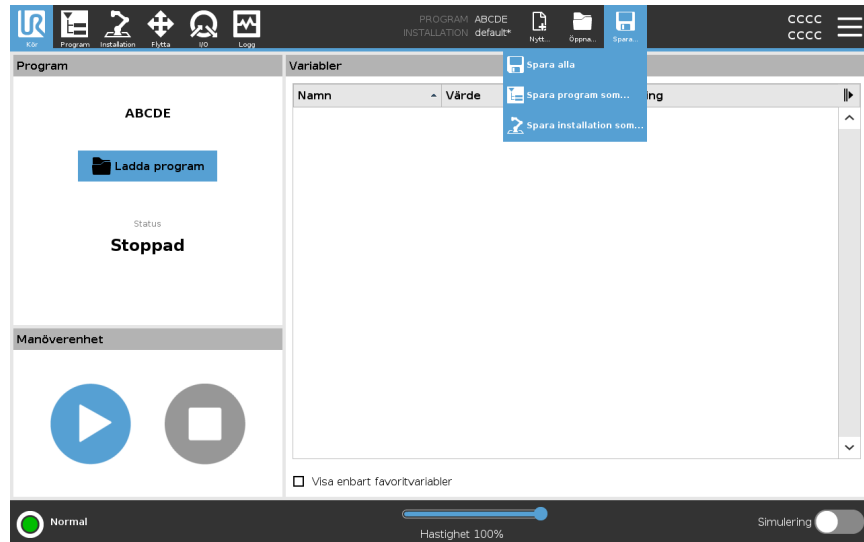 UR
PROGRAM ABCDE
INSTALLATION default*
Kör Program Installation Flytta I/O Logg
Nytt... Öppna... Spara...
CCCC
CCCC
Program
Variabler
Spara alla
Spara program som...
Spara installation som...
Namn Värde ing
ABCDE
Ladda program
Status
Stoppad
Manöverenhet
Visa enbart favoritvariabler
Normal
Hastighet 100%
Simulering